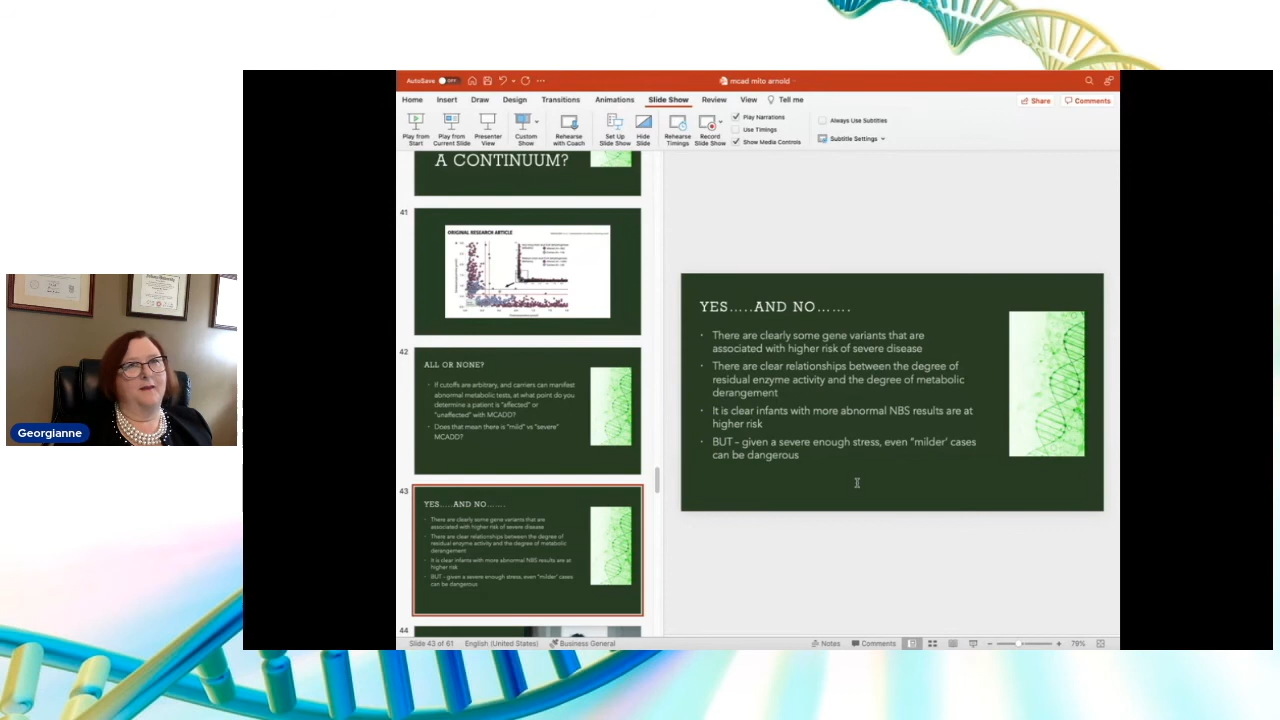 AutoSave OFF
mcad mito arnold
Home Insert Draw Design Transitions Animations Slide Show Review View Tell me
Share Comments
Play from Start
Play from Current Slide
Presenter View
Custom Show
Rehearse with Coach
Set Up Slide Show
Hide Slide
Rehearse Timings
Record Slide Show
Play Narrations
Use Timings
Show Media Controls
Always Use Subtitles
Subtitle Settings
A CONTINUUM?
41
ORIGINAL RESEARCH ARTICLE
42
ALL OR NONE?
• If cutoffs are arbitrary, and carriers can manifest
abnormal metabolic tests, at what point do you
determine a patient is "affected" or
"unaffected" with MCADD?
• Does that mean there is "mild" vs "severe"
MCADD?
43
YES.....AND NO.......
• There are clearly some gene variants that are
associated with higher risk of severe disease
• There are clear relationships between the degree of
residual enzyme activity and the degree of metabolic
derangement
• It is clear infants with more abnormal NBS results are at
higher risk
• BUT - given a severe enough stress, even "milder' cases
can be dangerous
44
YES.....AND NO.......
• There are clearly some gene variants that are
associated with higher risk of severe disease
• There are clear relationships between the degree of
residual enzyme activity and the degree of metabolic
derangement
• It is clear infants with more abnormal NBS results are at
higher risk
• BUT – given a severe enough stress, even "milder' cases
can be dangerous
Georgianne
Slide 43 of 61 English (United States) Business General
Notes Comments 79%